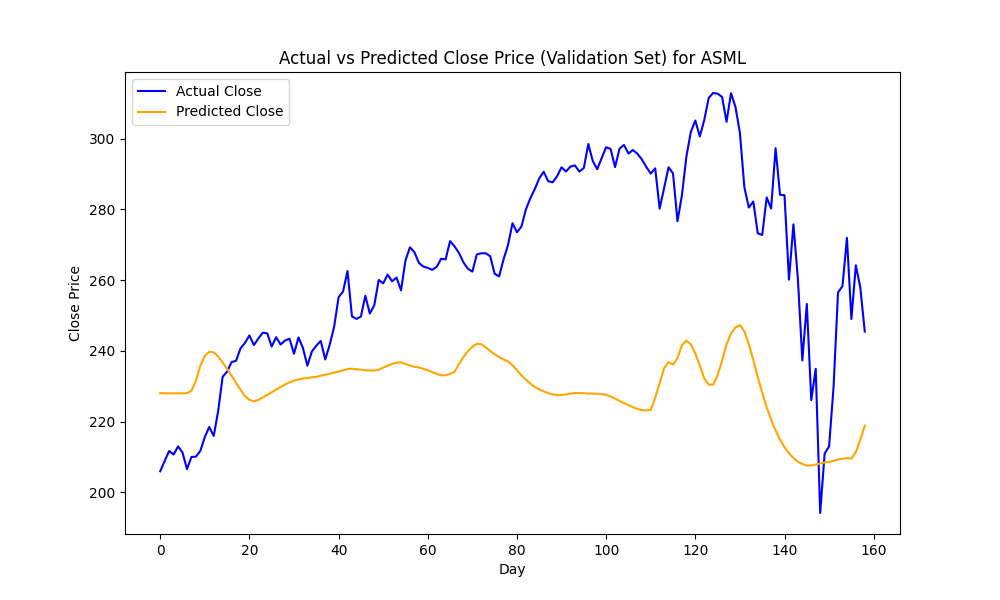 Actual vs Predicted Close Price (Validation Set) for ASML
Actual Close
Predicted Close
Close Price
300
280
260
240
220
200
0 20 40 60 80 100 120 140 160
Day